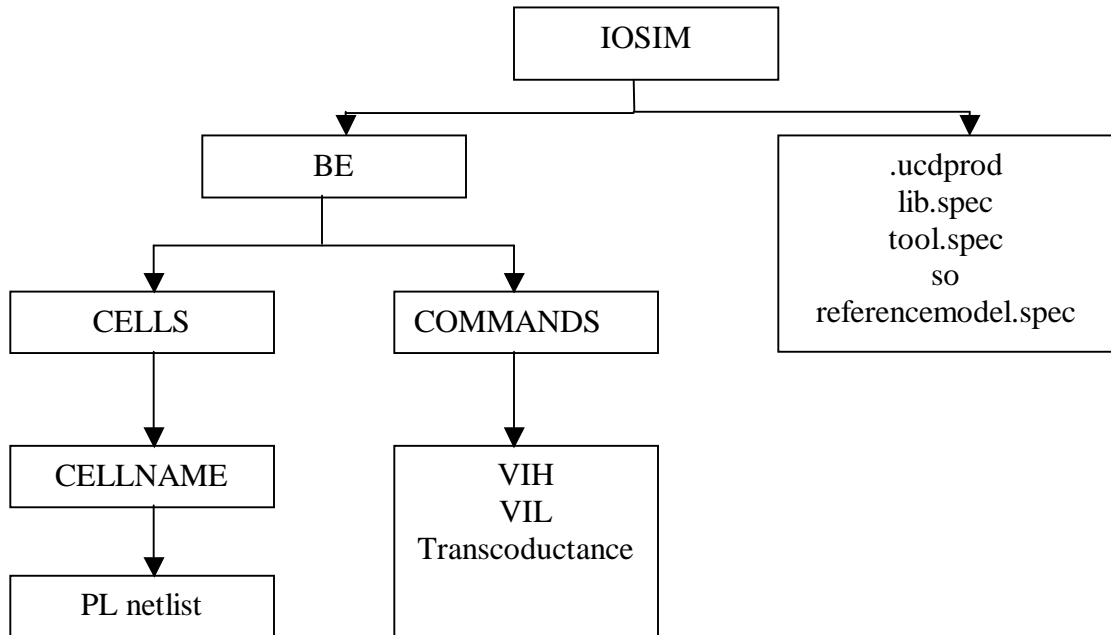 IOSIM
BE
.ucdprod
lib.spec
tool.spec
so
referencemodel.spec
CELLS
COMMANDS
CELLNAME
VIH
VIL
Transcoductance
PL netlist